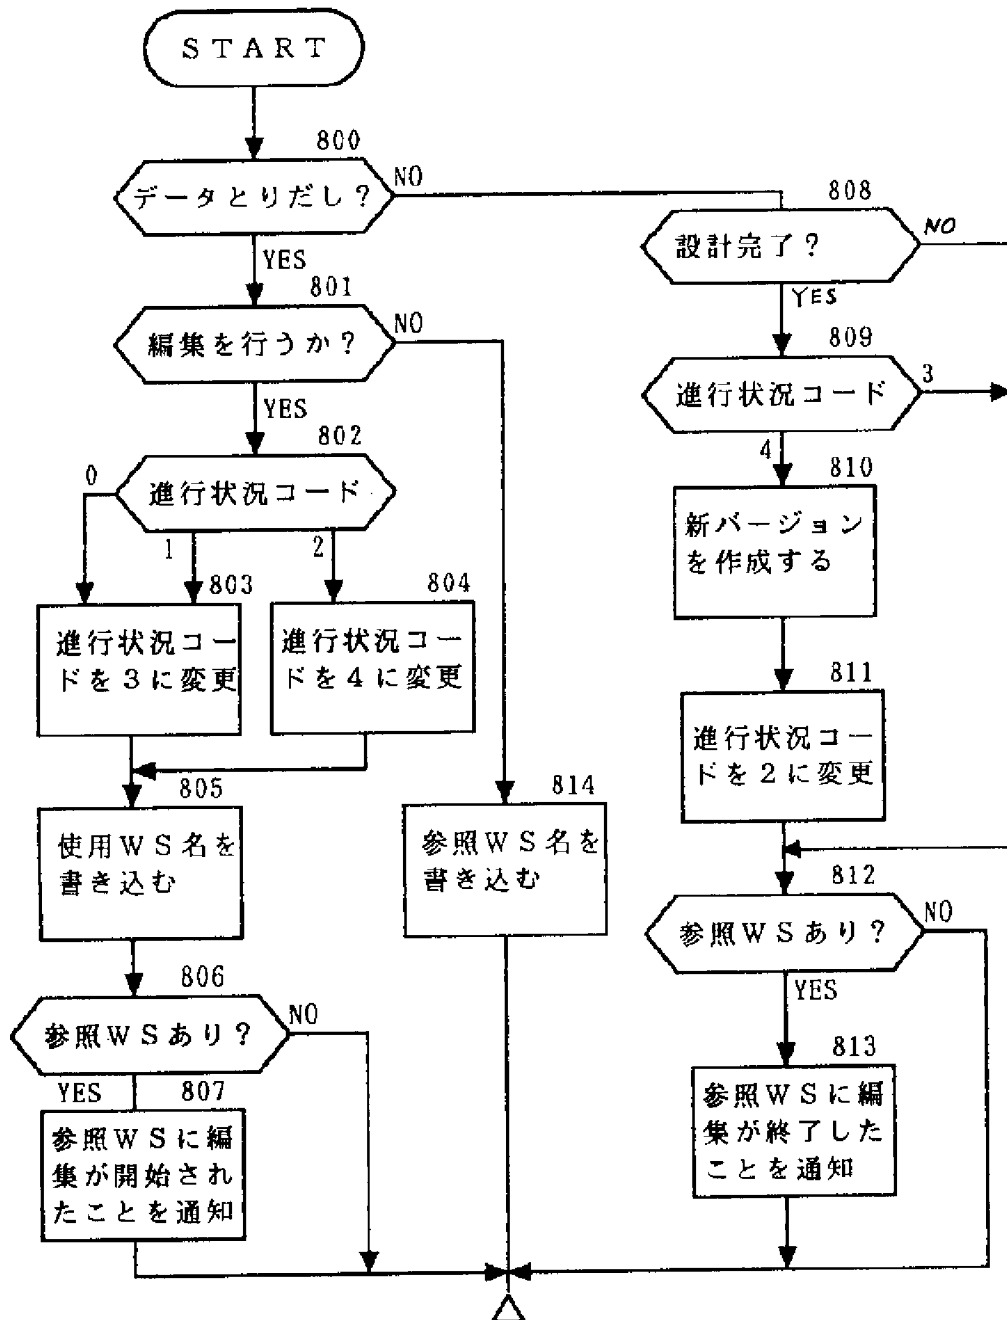 START
800
データとりだし？
NO
YES
801
編集を行うか？
NO
YES
802
進行状況コード
0
1
2
803
進行状況コー
ドを3に変更
804
進行状況コー
ドを4に変更
805
使用WS名を
書き込む
806
参照WSあり？
NO
YES
807
参照WSに編
集が開始され
たことを通知
814
参照WS名を
書き込む
808
設計完了？
NO
YES
809
進行状況コード
3
4
810
新バージョン
を作成する
811
進行状況コー
ドを2に変更
812
参照WSあり？
NO
YES
813
参照WSに編
集が終了した
ことを通知